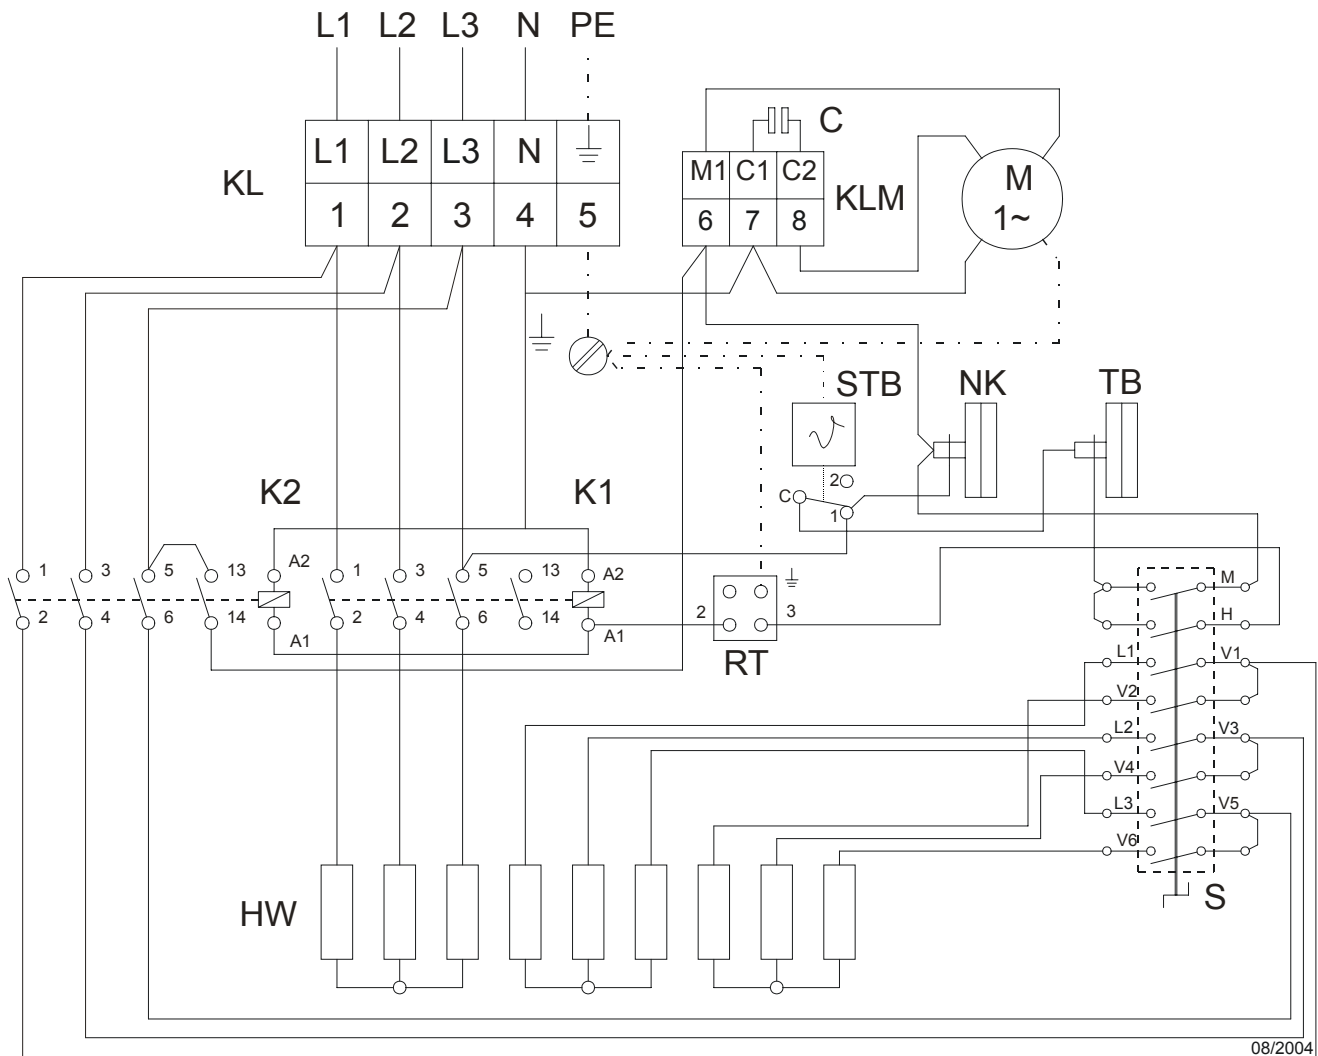 L1 L2 L3 N PE
KL
L1 L2 L3 N
1 2 3 4 5
C
M1 C1 C2
6 7 8
KLM
M
1~
STB NK TB
2
C
1
K2 K1
1 3 5 13 A2 1 3 5 13 A2
2 4 6 14 A1 2 4 6 14 A1
2 3
RT
M
H
L1 V1
V2
L2 V3
V4
L3 V5
V6
S
HW
08/2004